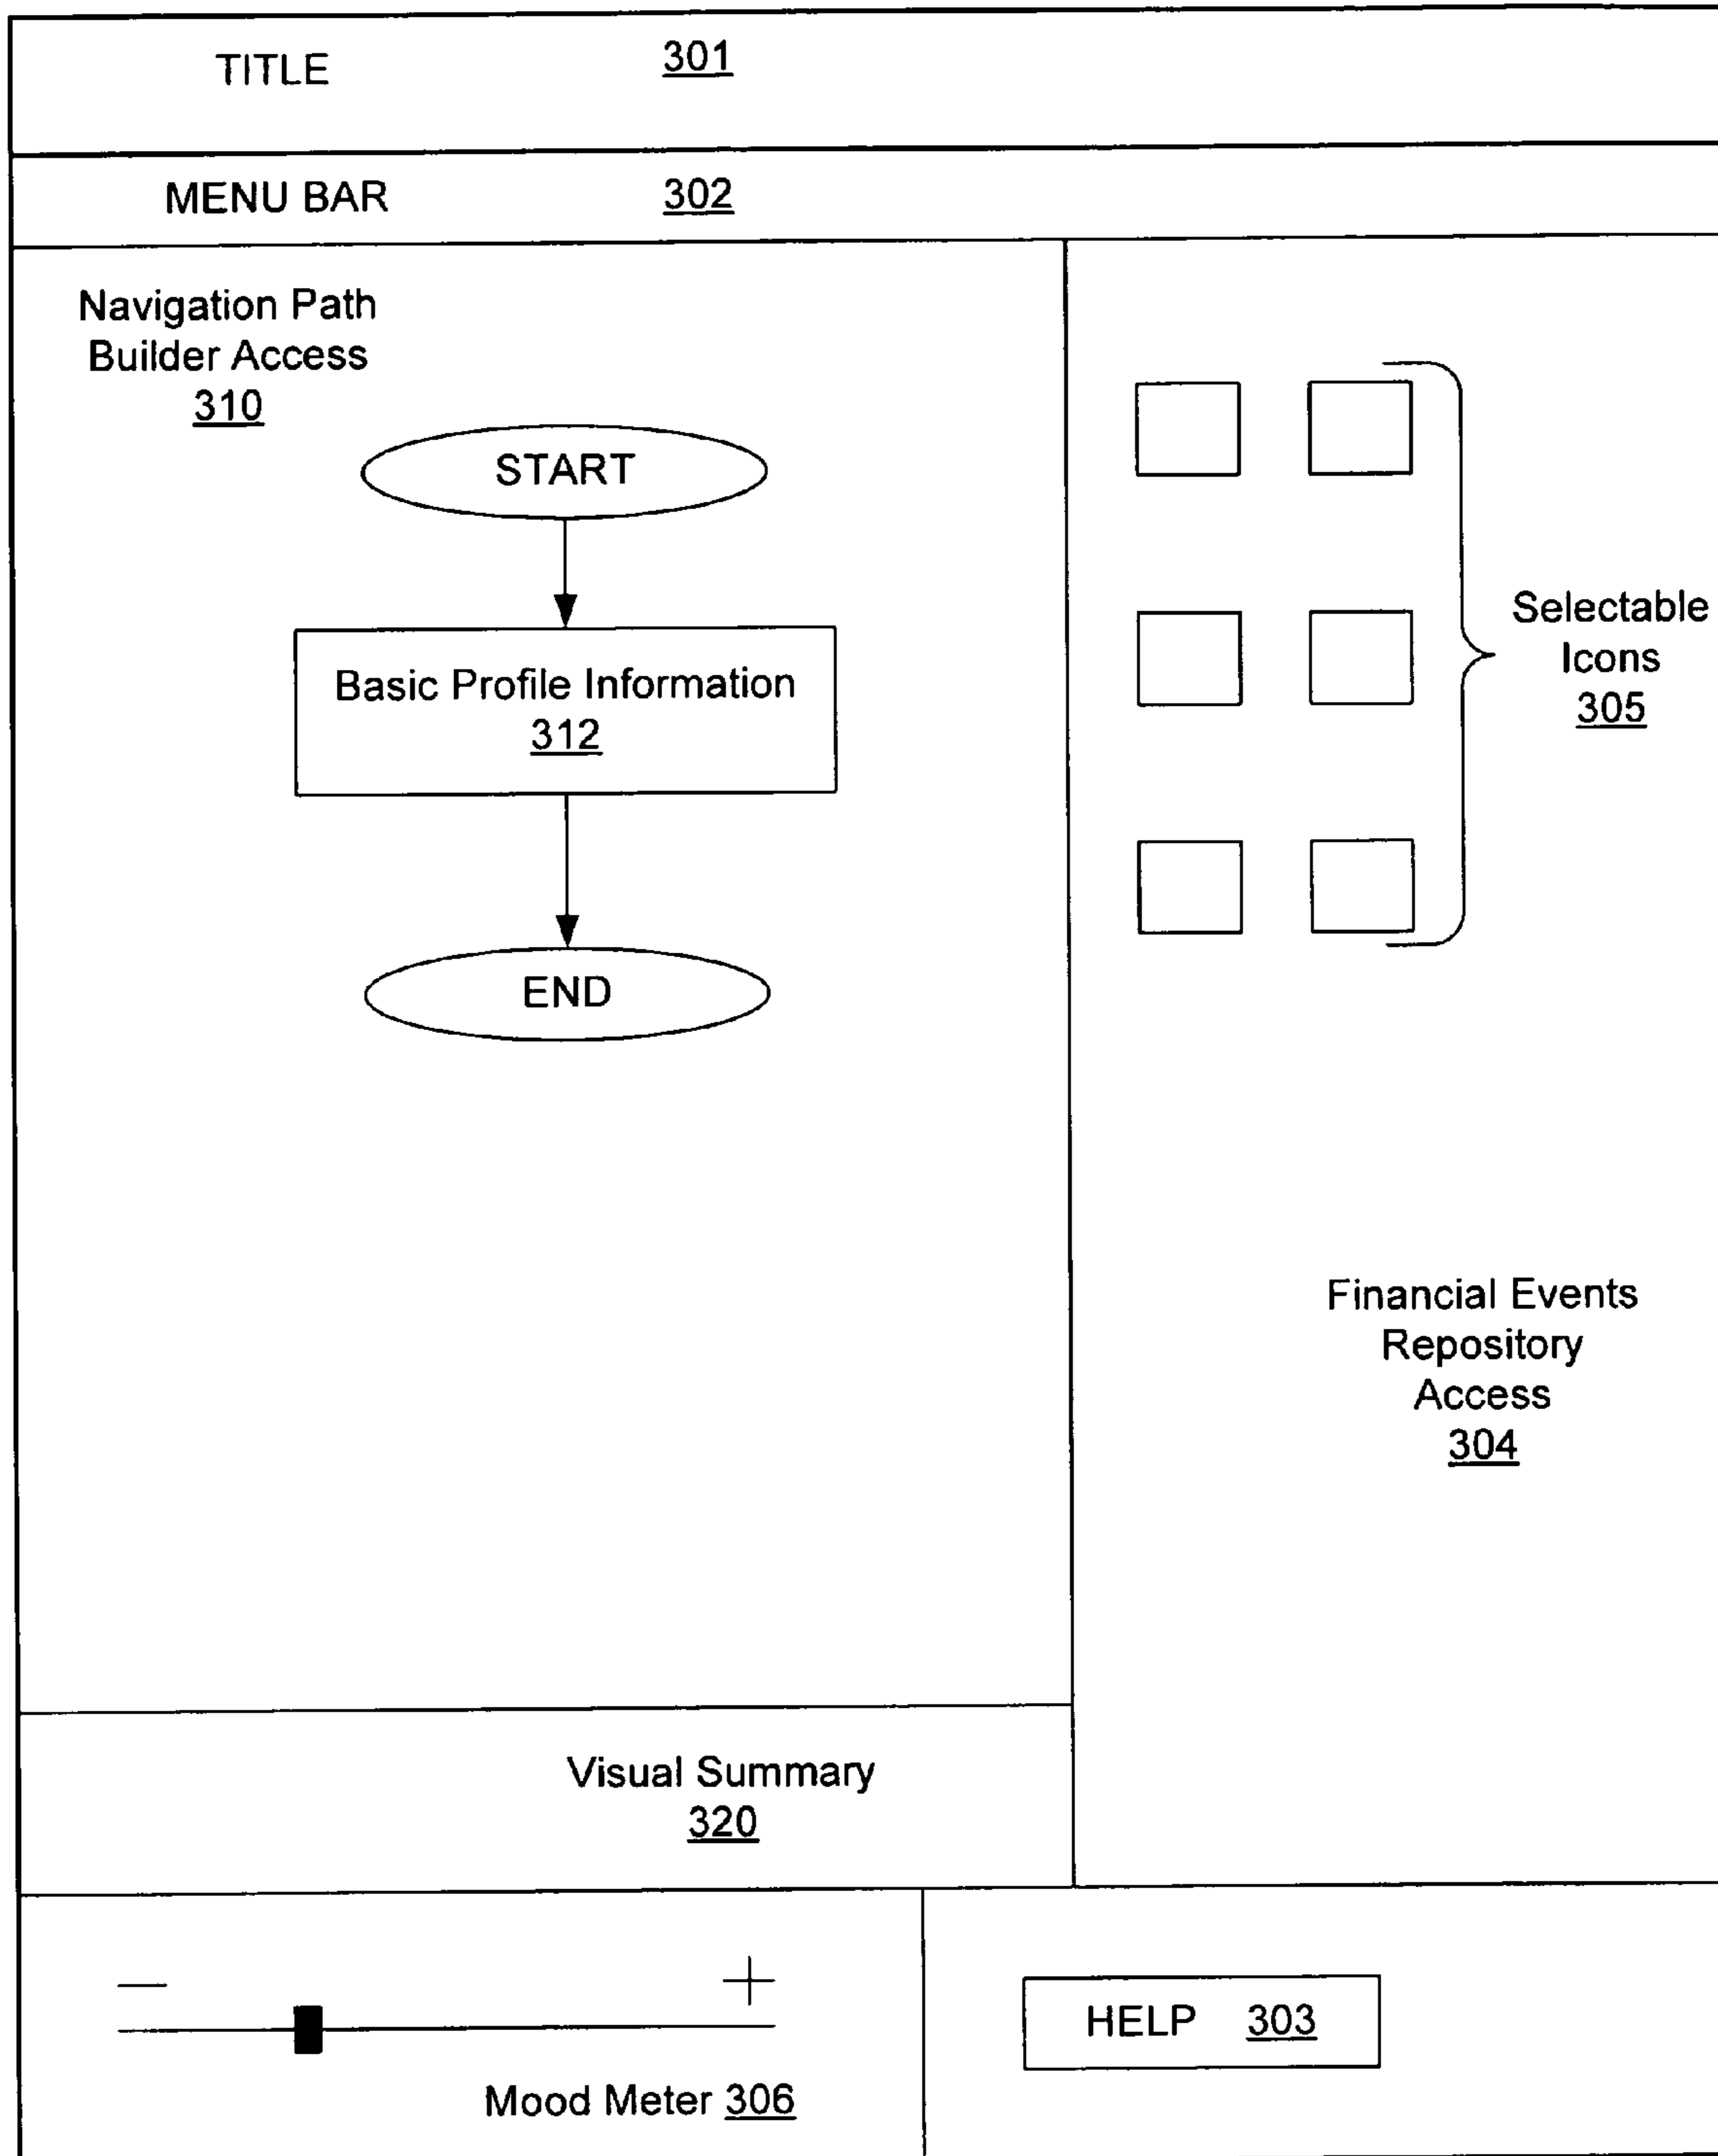 TITLE 301
MENU BAR 302
Navigation Path
Builder Access
310
START
Basic Profile Information
312
END
Selectable
Icons
305
Financial Events
Repository
Access
304
Visual Summary
320
— +
Mood Meter 306
HELP 303